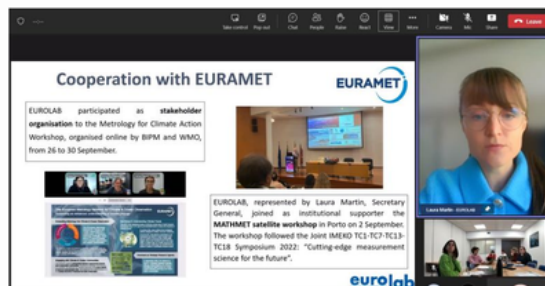 Take control
Pop out
Chat
People
Raise
React
View
More
Camera
Mic
Share
Leave
Cooperation with EURAMET
EURAMET
EUROLAB participated as stakeholder
organisation to the Metrology for Climate Action
Workshop, organised online by BIPM and WMO,
from 26 to 30 September.
EUROLAB, represented by Laura Martin, Secretary
General, joined as institutional supporter the
MATHMET satellite workshop in Porto on 2 September.
The workshop followed the Joint IMEKO TC1-TC7-TC13-
TC18 Symposium 2022: "Cutting-edge measurement
science for the future".
Laura Martin - EUROLAB
eurolab